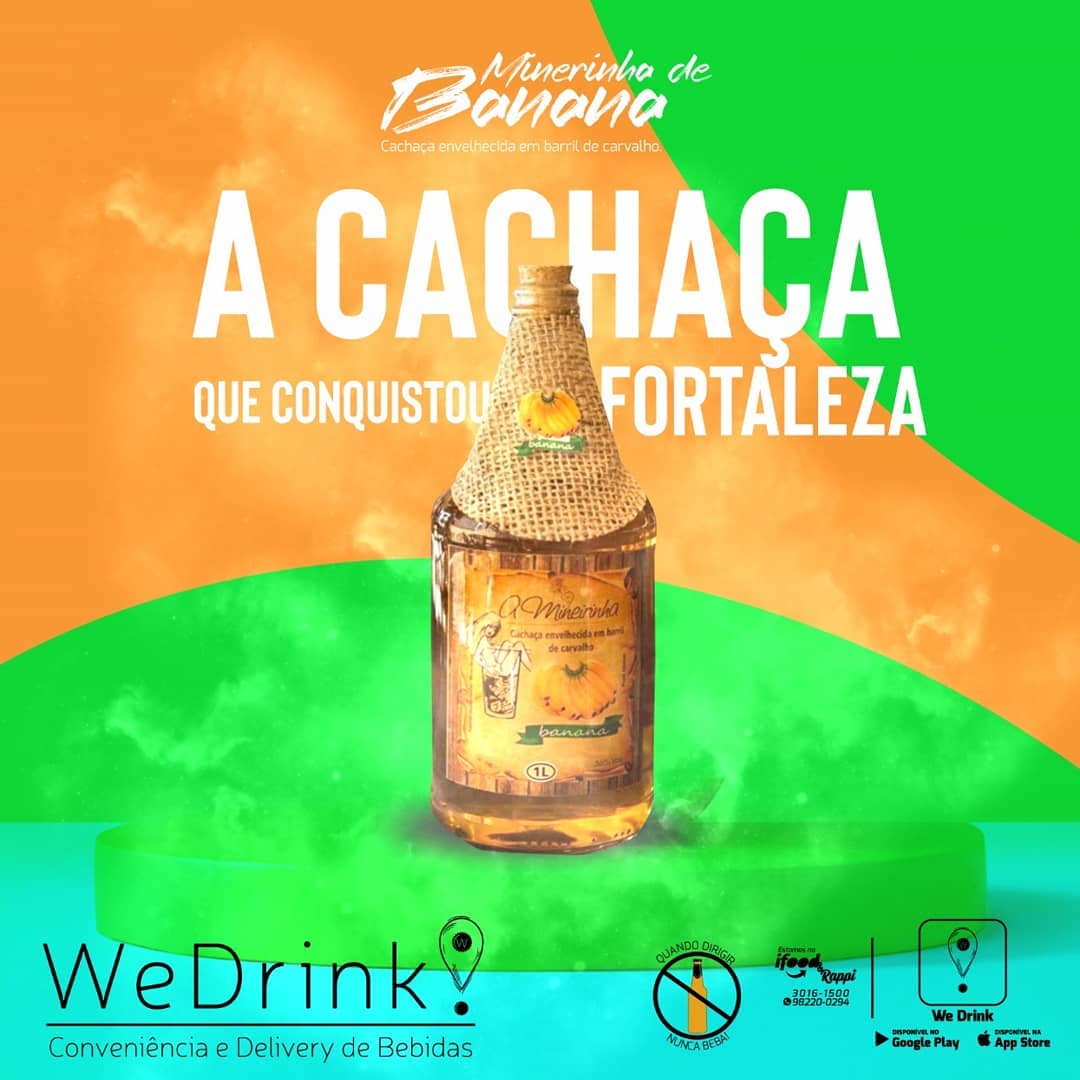 Minerinha de
Banana
Cachaça envelhecida em barril de carvalho.
A CACHAÇA
QUE CONQUISTOU FORTALEZA
banana
A Mineirinha
Cachaça envelhecida em barril
de carvalho
banana
1L
WeDrink!
Conveniência e Delivery de Bebidas
QUANDO DIRIGIR
NUNCA BEBA!
Estamos no
ifood &
Rappi
3016-1500
98220-0294
W
We Drink
DISPONÍVEL NO
Google Play
DISPONÍVEL NA
App Store